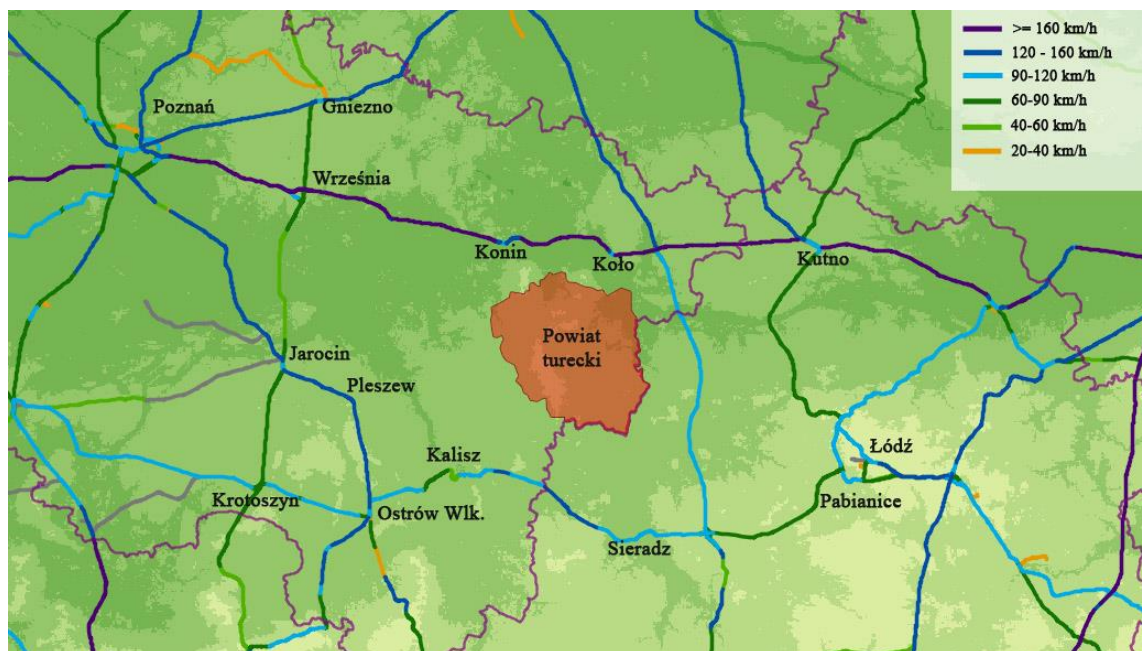 >= 160 km/h
120 - 160 km/h
90-120 km/h
60-90 km/h
40-60 km/h
20-40 km/h
Poznań
Gniezno
Września
Konin
Koło
Kutno
Powiat
turecki
Jarocin
Pleszew
Kalisz
Łódź
Krotoszyn
Ostrów Wlk.
Pabianice
Sieradz